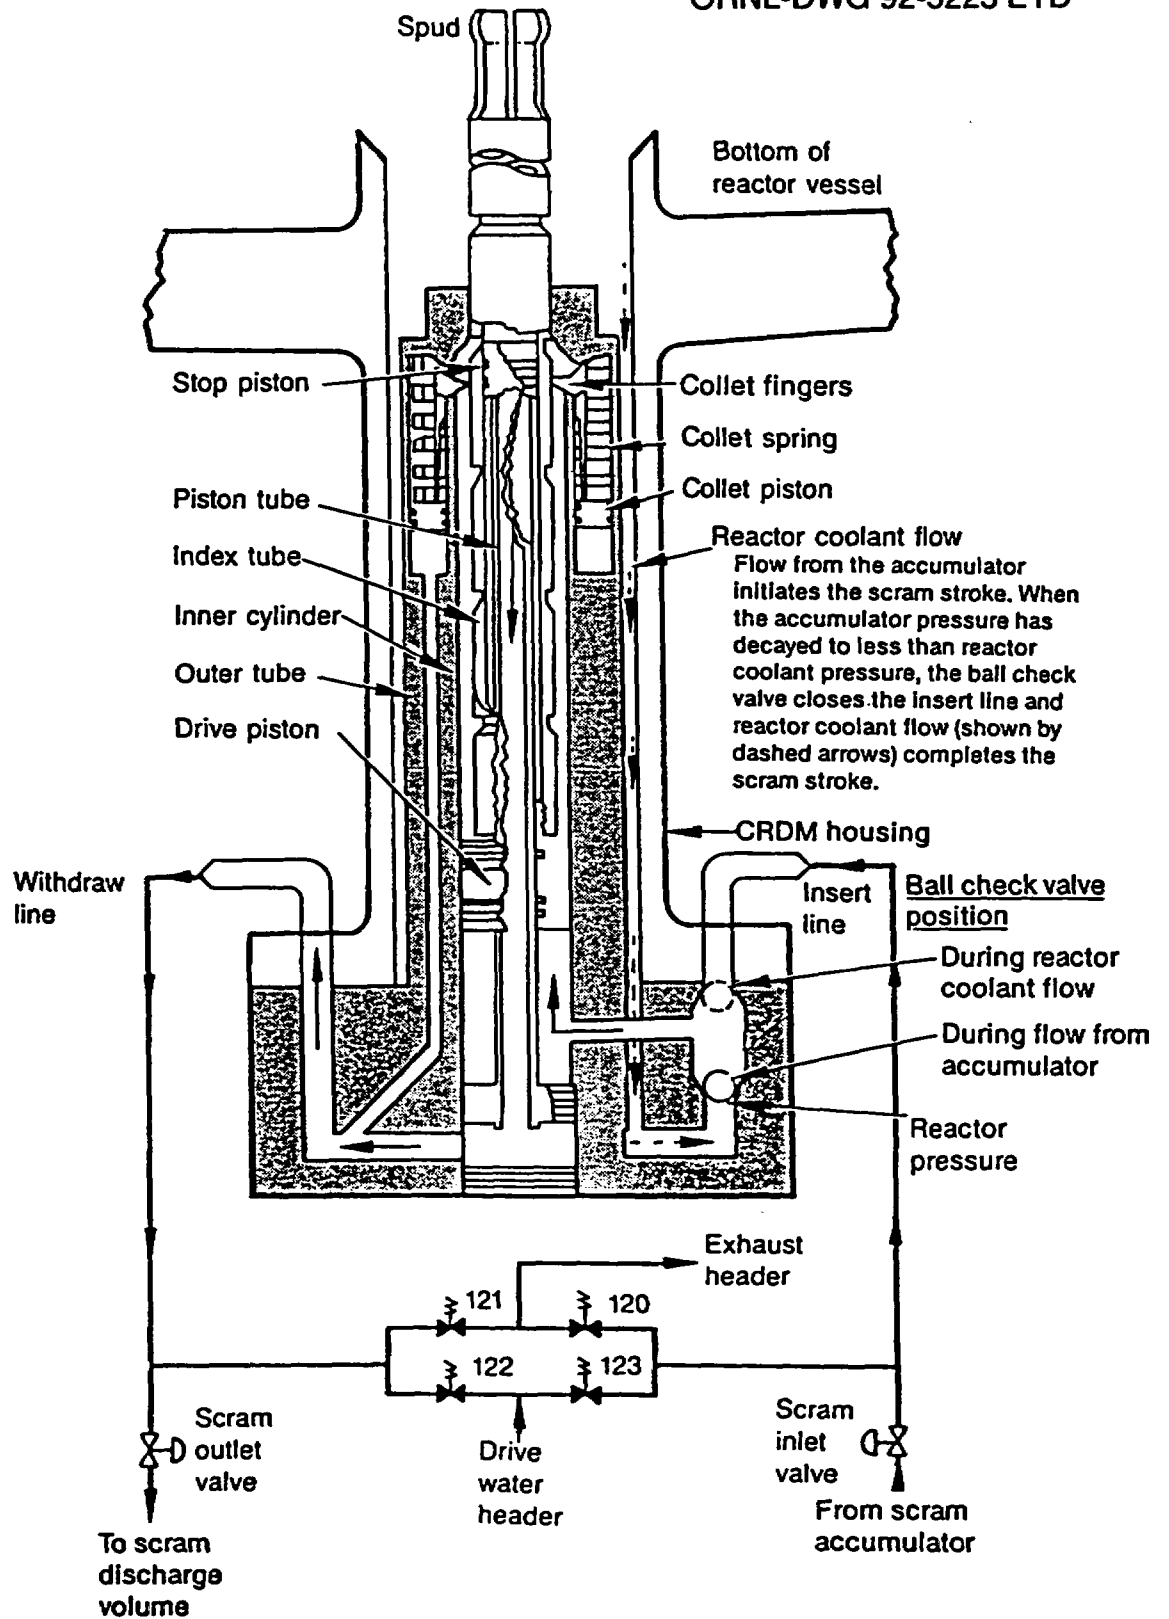 ORNL-DWG 92-3223 ETD
Spud
Bottom of
reactor vessel
Stop piston
Collet fingers
Collet spring
Collet piston
Piston tube
Index tube
Inner cylinder
Outer tube
Drive piston
Reactor coolant flow
Flow from the accumulator
initiates the scram stroke. When
the accumulator pressure has
decayed to less than reactor
coolant pressure, the ball check
valve closes.the insert line and
reactor coolant flow (shown by
dashed arrows) completes the
scram stroke.
CRDM housing
Withdraw
line
Insert
line
Ball check valve
position
During reactor
coolant flow
During flow from
accumulator
Reactor
pressure
Exhaust
header
121
120
122
123
Scram
outlet
valve
Drive
water
header
Scram
inlet
valve
To scram
discharge
volume
From scram
accumulator